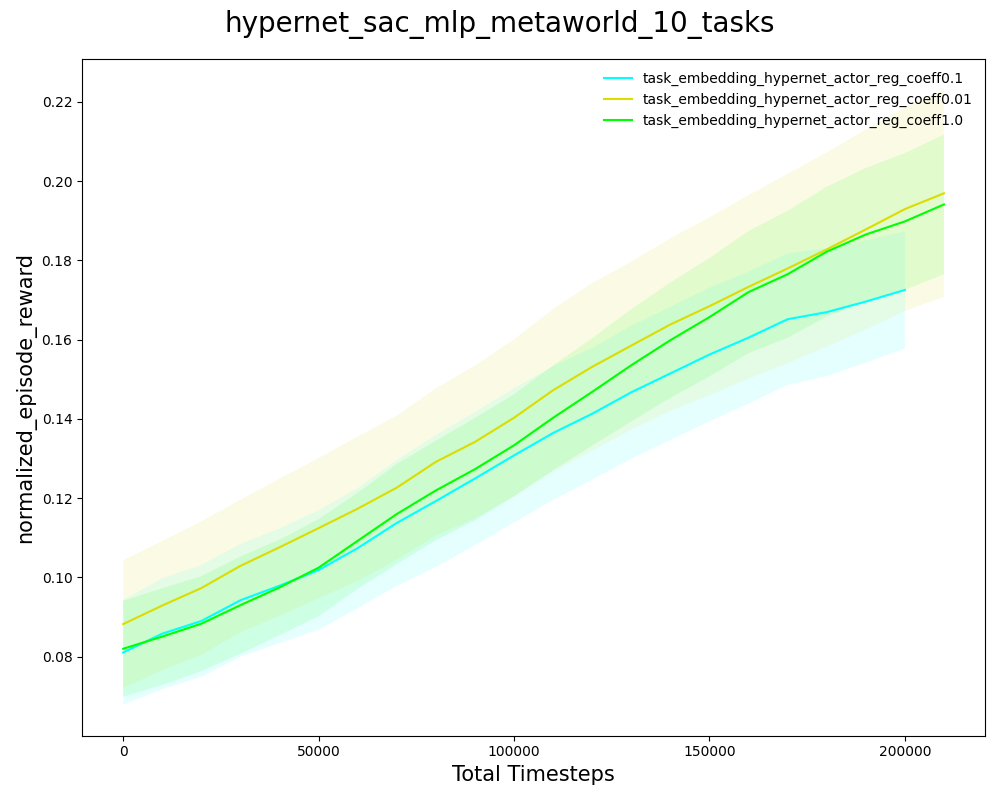 hypernet_sac_mlp_metaworld_10_tasks
task_embedding_hypernet_actor_reg_coeff0.1
task_embedding_hypernet_actor_reg_coeff0.01
task_embedding_hypernet_actor_reg_coeff1.0
normalized_episode_reward
0.22
0.20
0.18
0.16
0.14
0.12
0.10
0.08
0
50000
100000
150000
200000
Total Timesteps